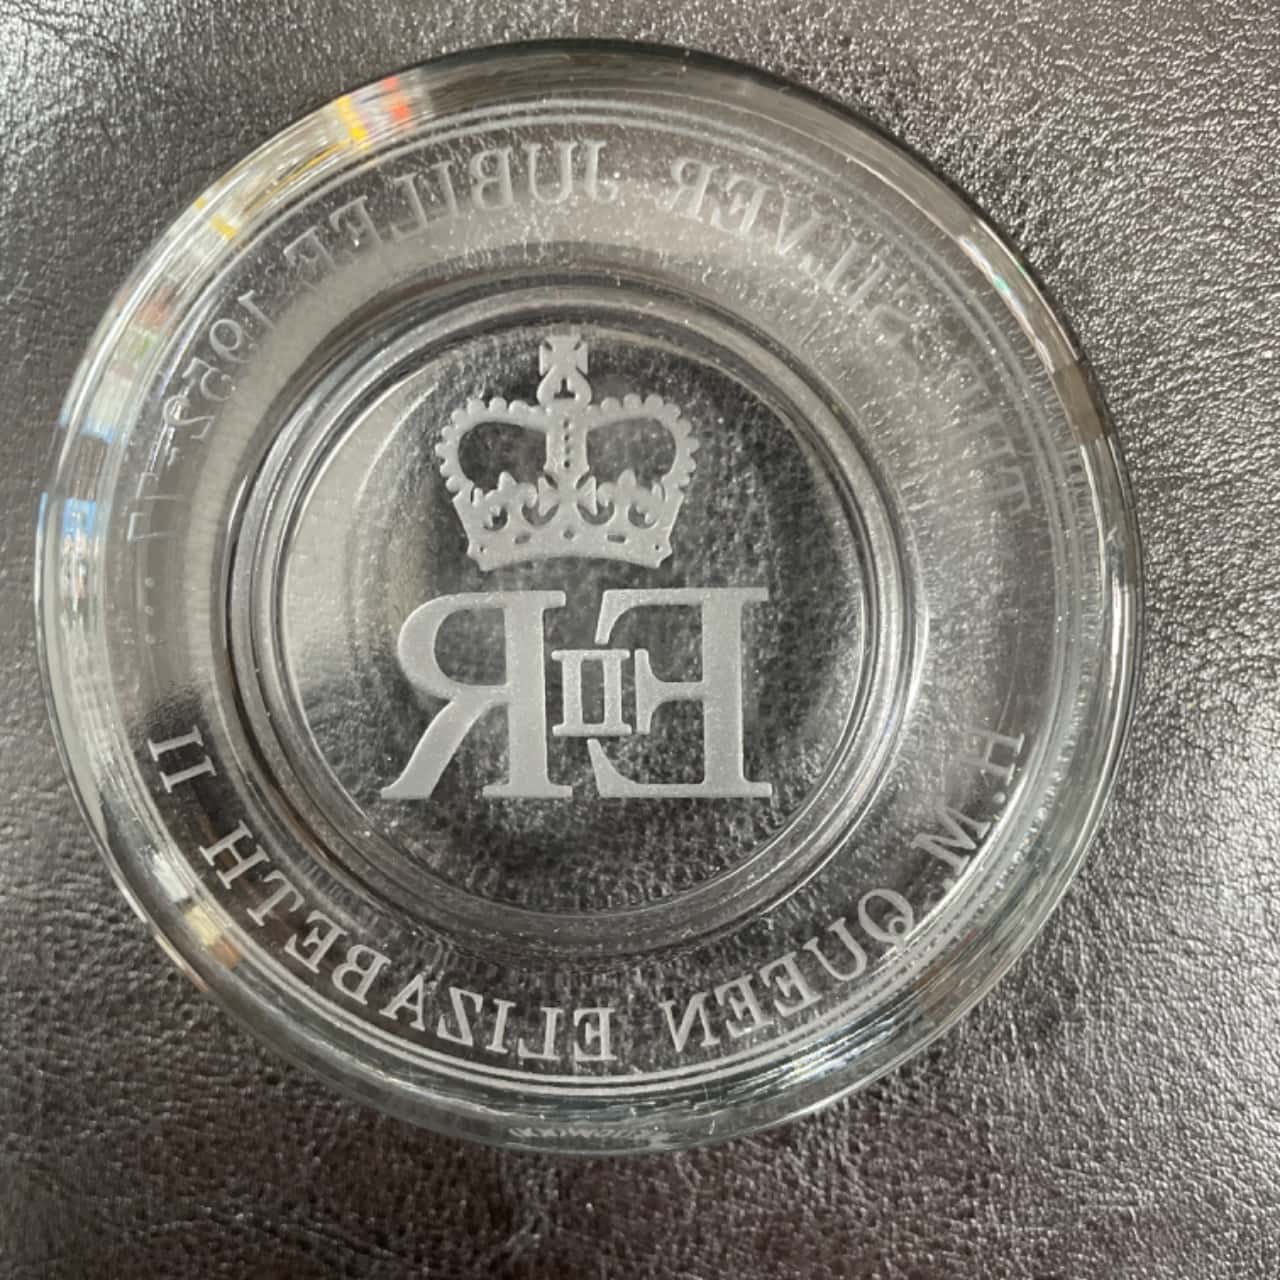 THE SILVER JUBILEE 1952-77
EIIR
H.M. QUEEN ELIZABETH II